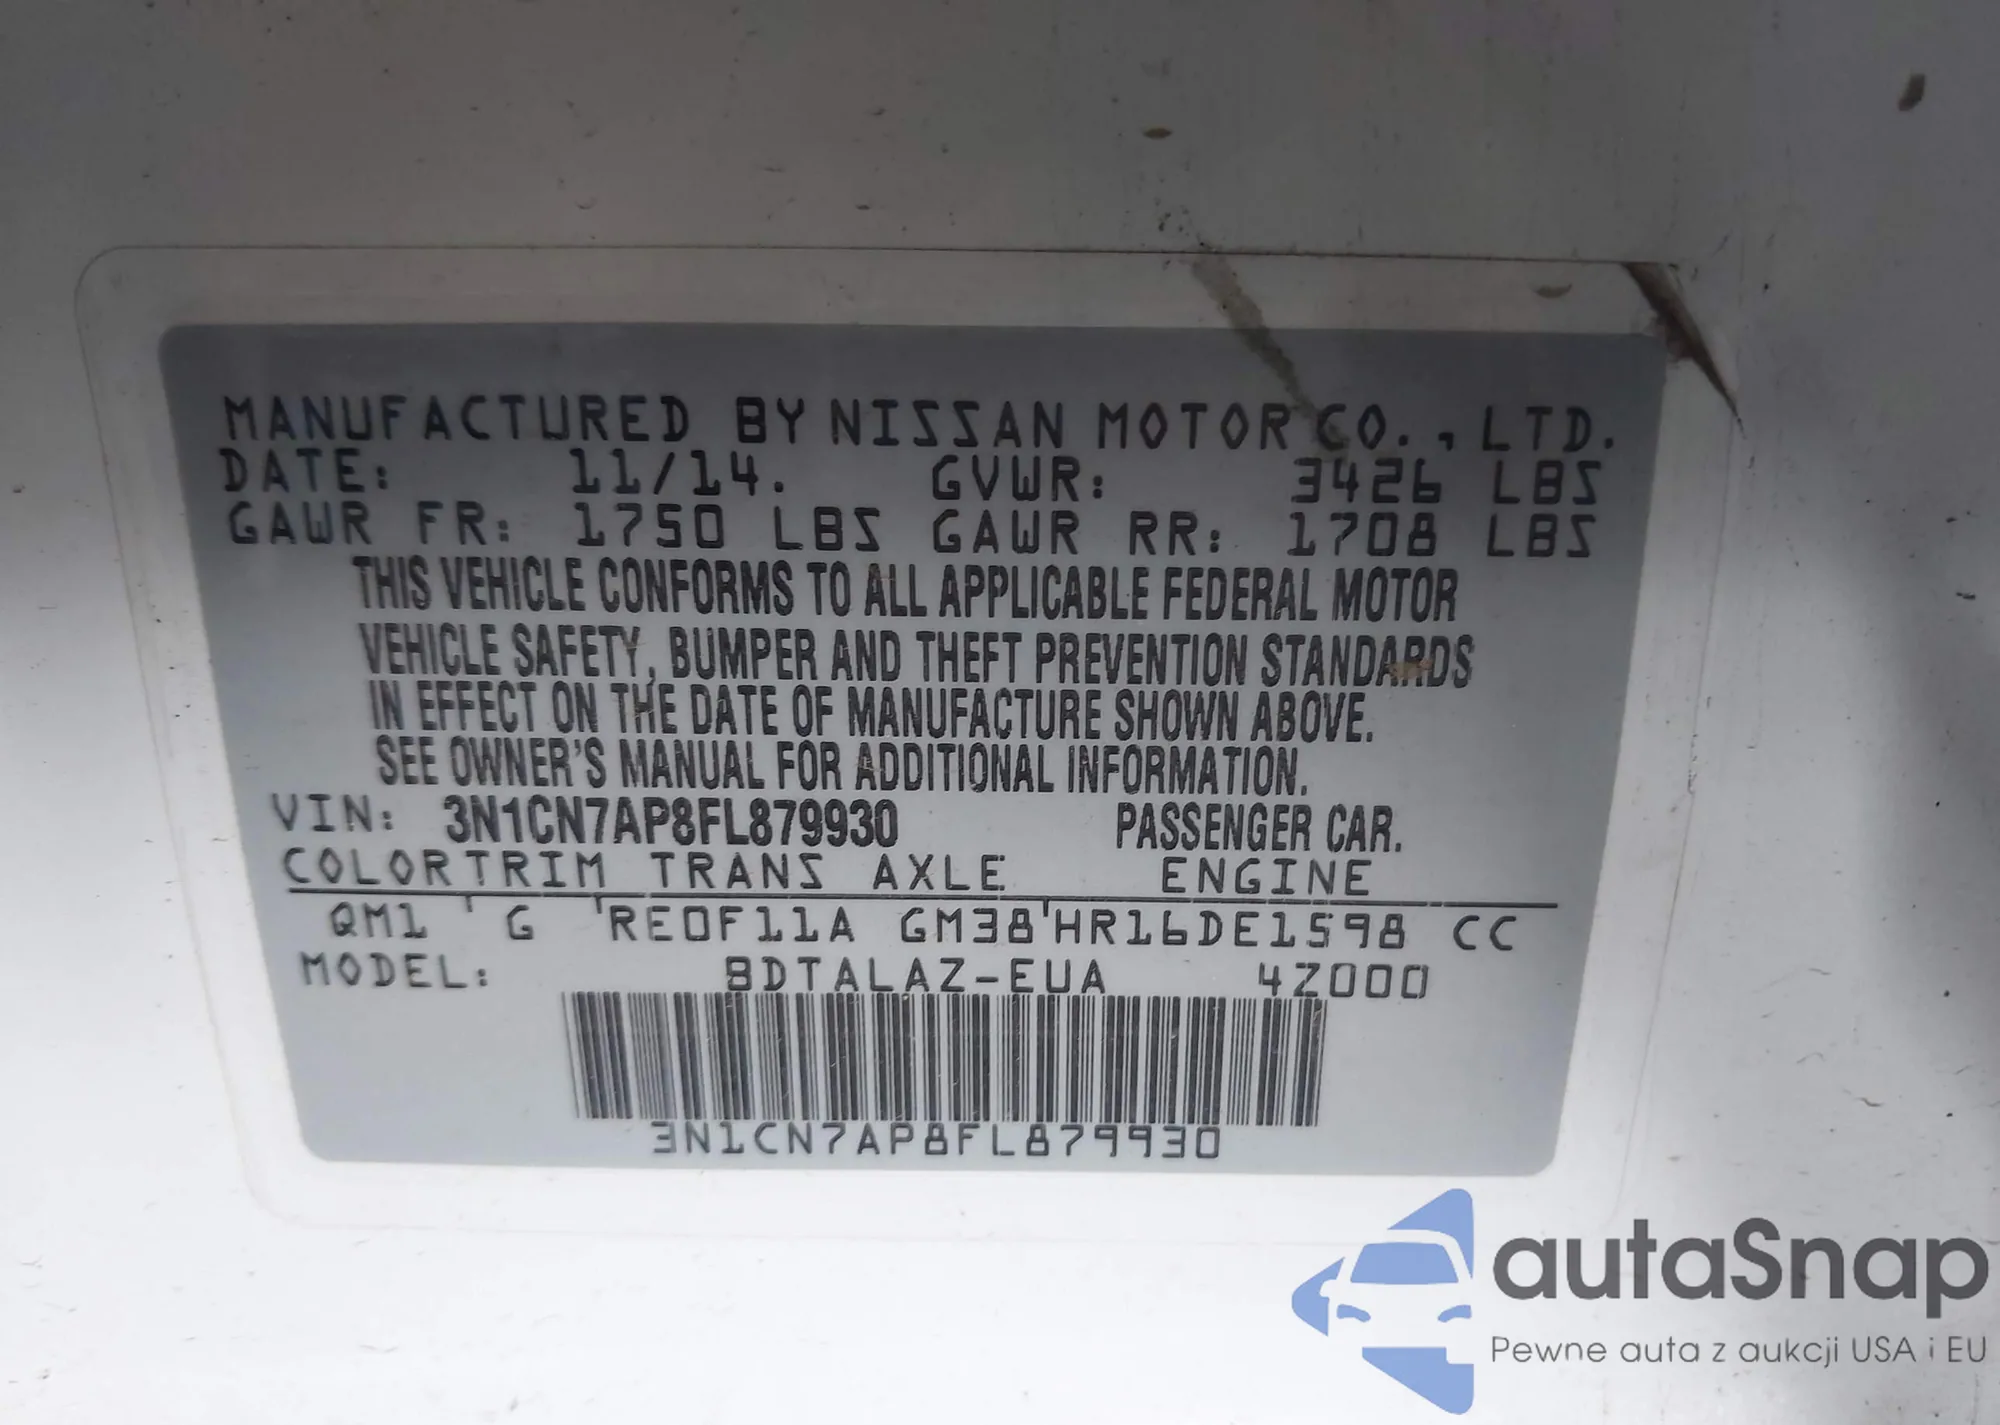 MANUFACTURED BY NISSAN MOTOR CO., LTD.
DATE: 11/14. GVWR: 3426 LBS
GAWR FR: 1750 LBS GAWR RR: 1708 LBS
THIS VEHICLE CONFORMS TO ALL APPLICABLE FEDERAL MOTOR
VEHICLE SAFETY, BUMPER AND THEFT PREVENTION STANDARDS
IN EFFECT ON THE DATE OF MANUFACTURE SHOWN ABOVE.
SEE OWNER'S MANUAL FOR ADDITIONAL INFORMATION.
VIN: 3N1CN7AP8FL879930 PASSENGER CAR.
COLOR TRIM TRANS AXLE ENGINE
QM1 G RE0F11A GM38 HR16DE1598 CC
MODEL: BDTALAZ-EUA 4Z000
3N1CN7AP8FL879930
autaSnap
Pewne auta z aukcji USA i EU